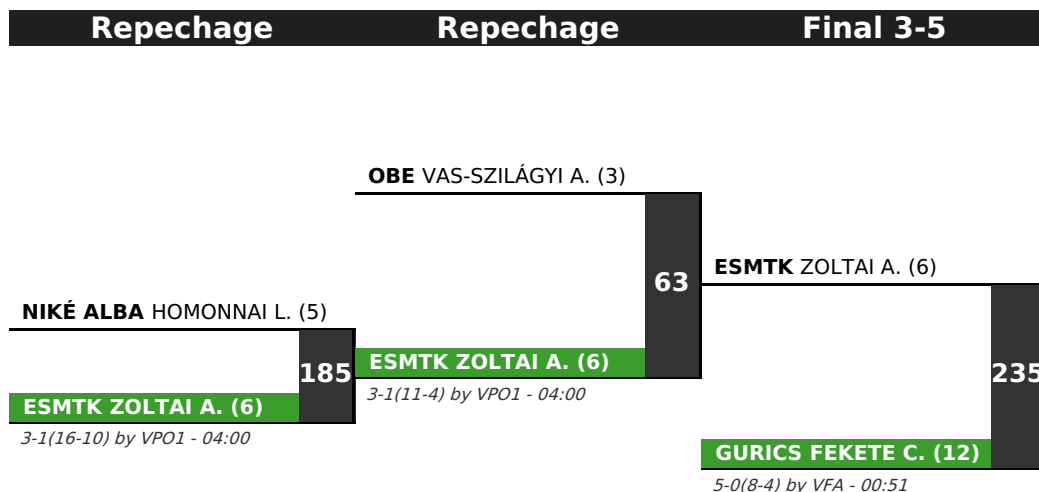 Repechage Repechage Final 3-5
OBE VAS-SZILÁGYI A. (3)
63
ESMTK ZOLTAI A. (6)
NIKÉ ALBA HOMONNAI L. (5)
185
ESMTK ZOLTAI A. (6)
235
3-1(11-4) by VPO1 - 04:00
ESMTK ZOLTAI A. (6)
3-1(16-10) by VPO1 - 04:00
GURICS FEKETE C. (12)
5-0(8-4) by VFA - 00:51